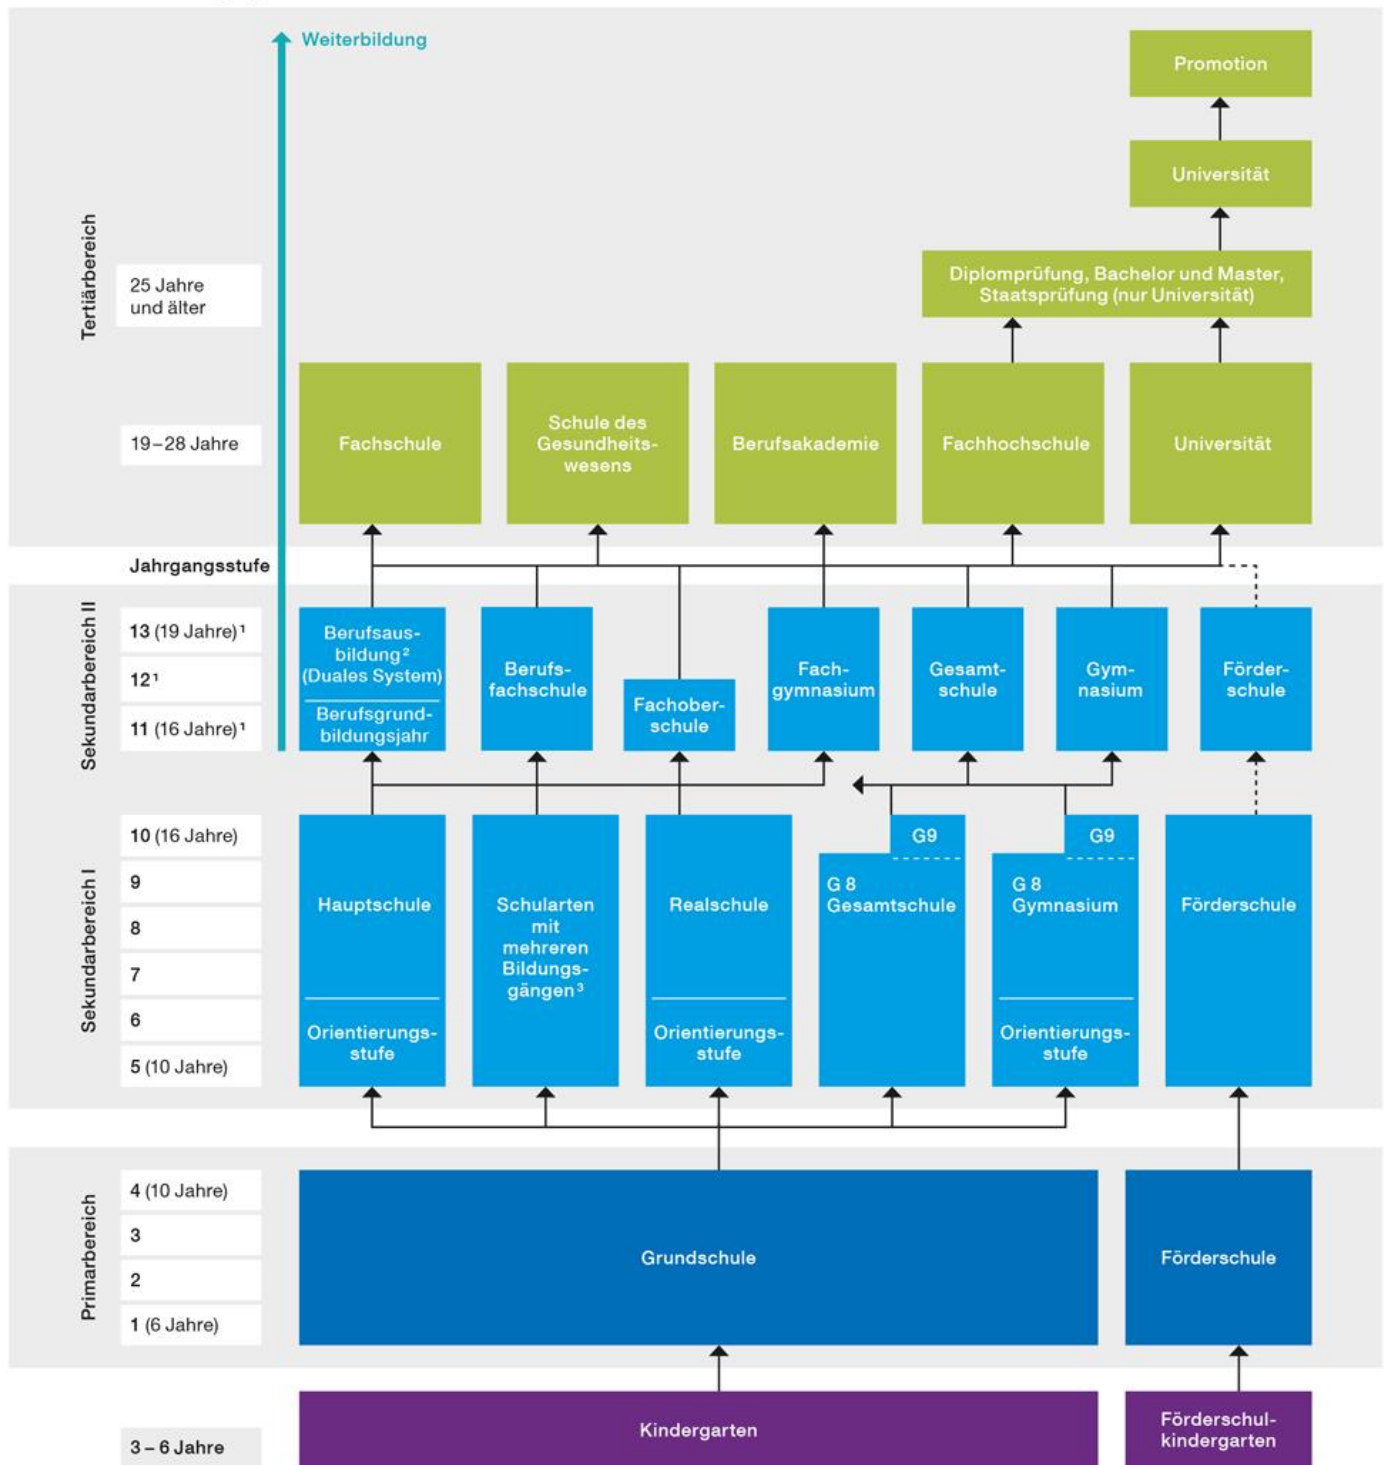 Weiterbildung
Promotion
Universität
Tertiärbereich
25 Jahre
und älter
Diplomprüfung, Bachelor und Master,
Staatsprüfung (nur Universität)
19–28 Jahre
Fachschule
Schule des
Gesundheits-
wesens
Berufsakademie
Fachhochschule
Universität
Jahrgangsstufe
Sekundarbereich II
13 (19 Jahre)¹
12¹
11 (16 Jahre)¹
Berufsaus-
bildung²
(Duales System)
Berufsgrund-
bildungsjahr
Berufs-
fachschule
Fachober-
schule
Fach-
gymnasium
Gesamt-
schule
Gym-
nasium
Förder-
schule
Sekundarbereich I
10 (16 Jahre)
9
8
7
6
5 (10 Jahre)
Hauptschule
Orientierungs-
stufe
Schularten
mit
mehreren
Bildungs-
gängen³
Realschule
Orientierungs-
stufe
G9
G 8
Gesamtschule
G9
G 8
Gymnasium
Orientierungs-
stufe
Förderschule
Primarbereich
4 (10 Jahre)
3
2
1 (6 Jahre)
Grundschule
Förderschule
3 – 6 Jahre
Kindergarten
Förderschul-
kindergarten